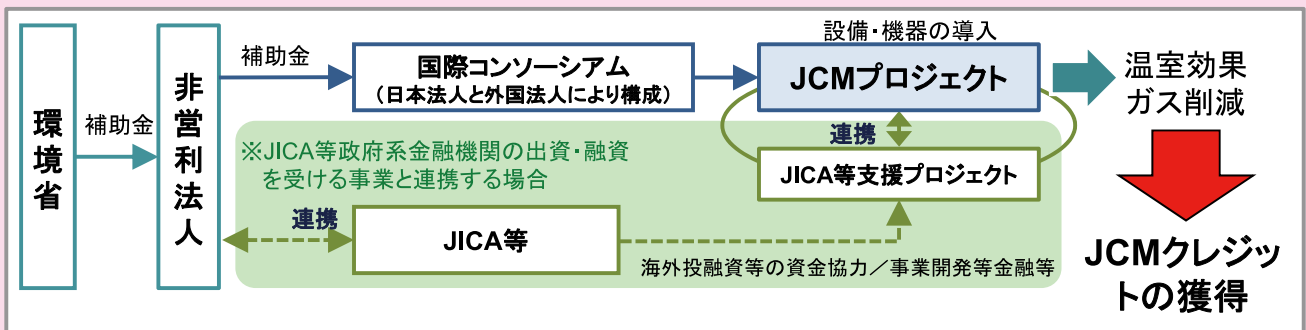 環境省
補助金
非営利法人
補助金
国際コンソーシアム
（日本法人と外国法人により構成）
設備・機器の導入
JCMプロジェクト
温室効果
ガス削減
※JICA等政府系金融機関の出資・融資
を受ける事業と連携する場合
連携
JICA等支援プロジェクト
連携
JICA等
海外投融資等の資金協力／事業開発等金融等
JCMクレジッ
トの獲得